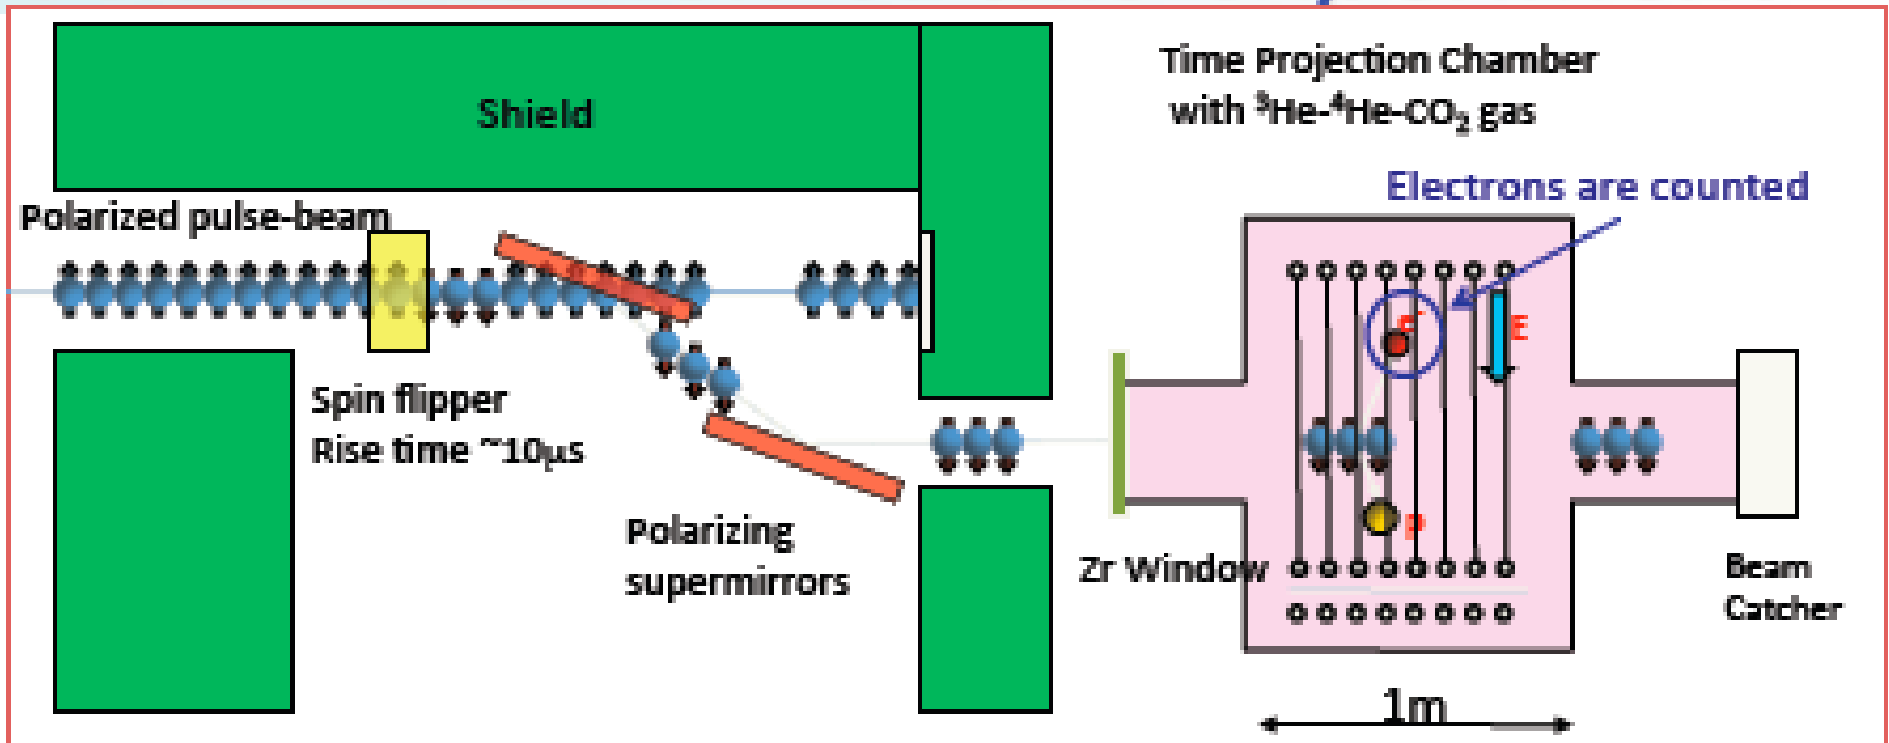 Shield
Time Projection Chamber
with ³He-⁴He-CO₂ gas
Electrons are counted
Polarized pulse-beam
e⁻
E
Spin flipper
Rise time ~10μs
Polarizing
supermirrors
p
Zr Window
Beam
Catcher
1m